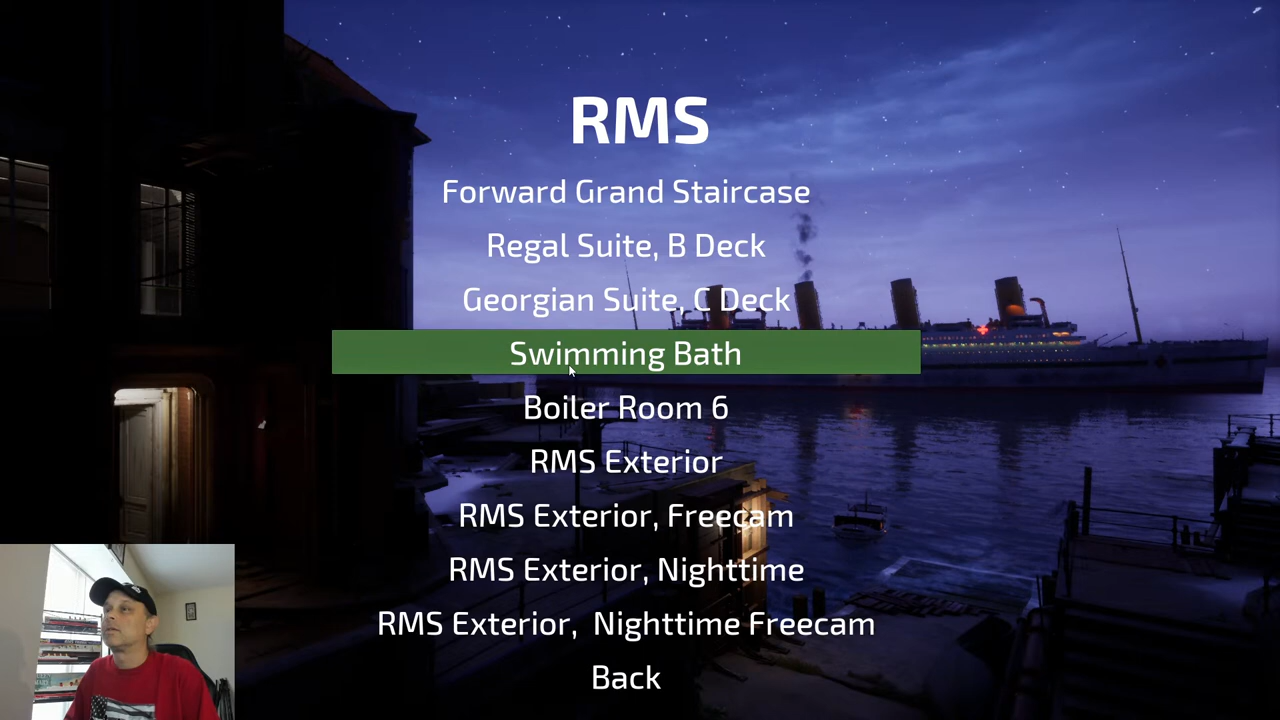 RMS
Forward Grand Staircase
Regal Suite, B Deck
Georgian Suite, C Deck
Swimming Bath
Boiler Room 6
RMS Exterior
RMS Exterior, Freecam
RMS Exterior, Nighttime
RMS Exterior, Nighttime Freecam
Back